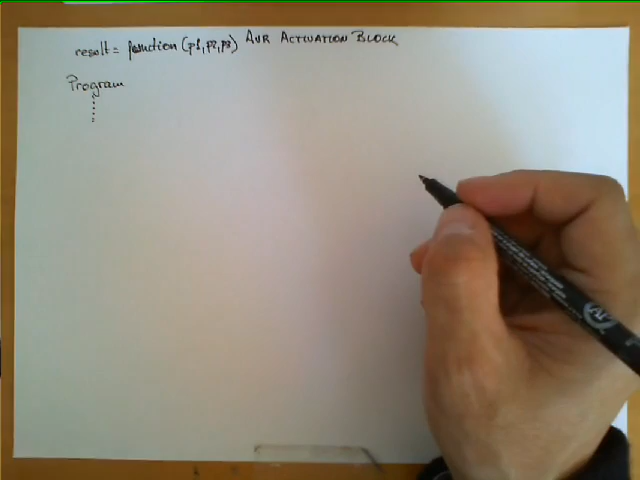 result = function (p1, p2, p3) AVR ACTIVATION BLOCK
Program